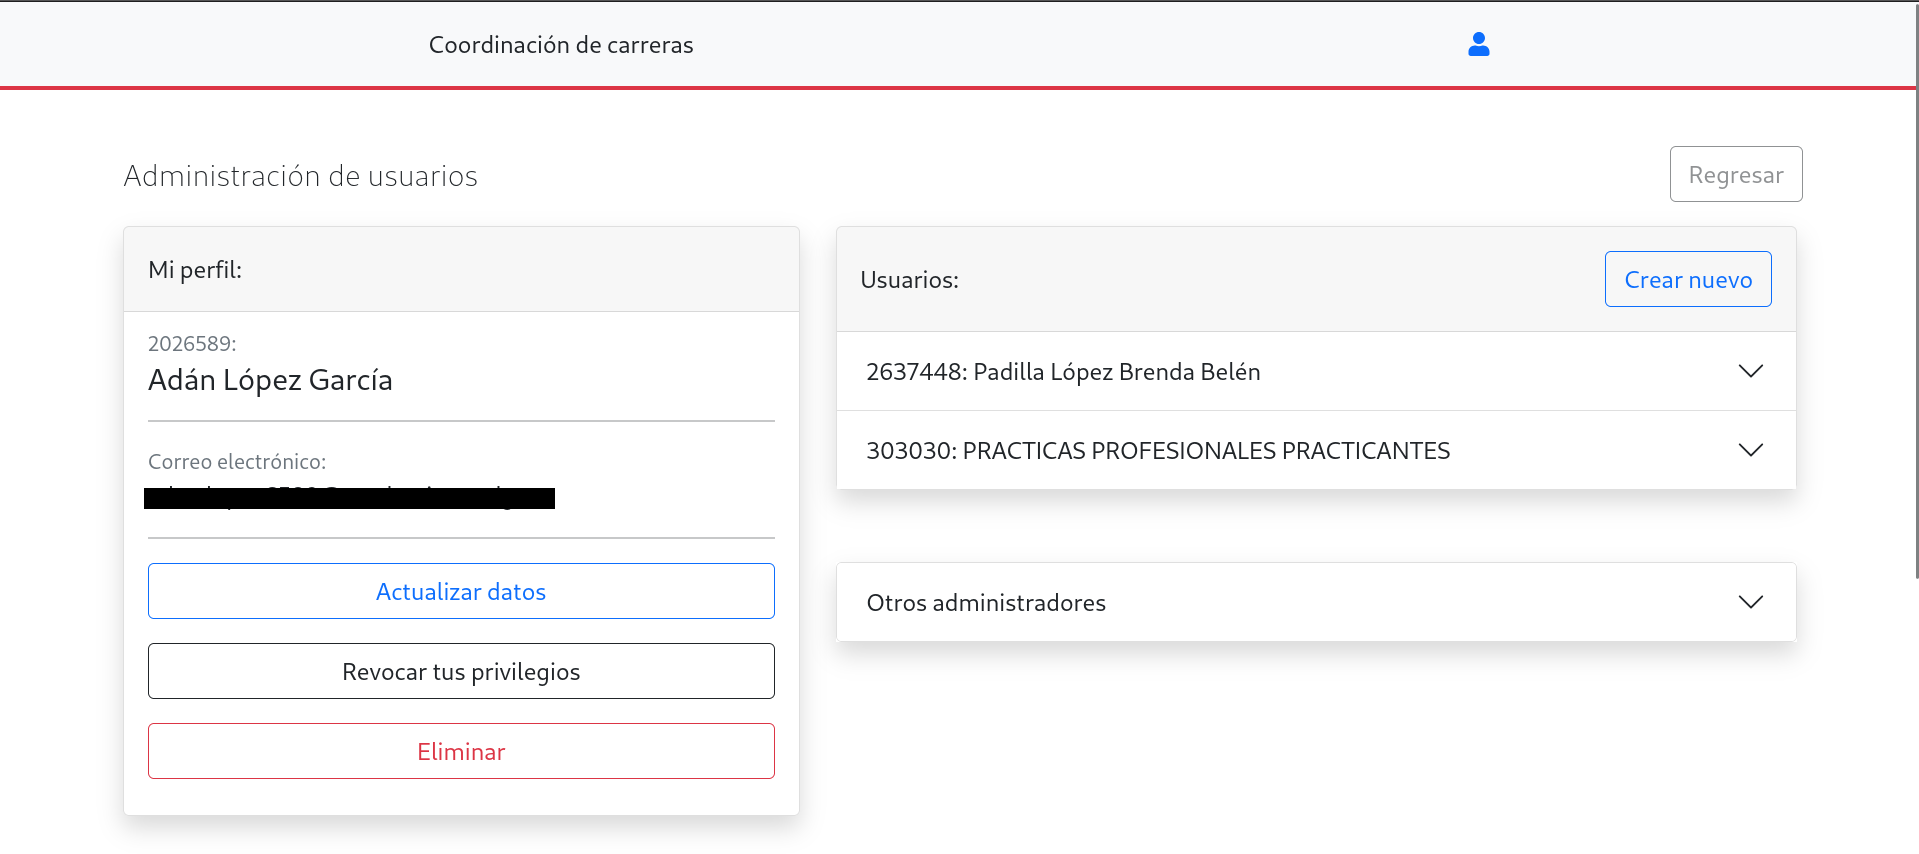 Coordinación de carreras
Administración de usuarios
Regresar
Mi perfil:
2026589:
Adán López García
Correo electrónico:
Actualizar datos
Revocar tus privilegios
Eliminar
Usuarios:
Crear nuevo
2637448: Padilla López Brenda Belén
303030: PRACTICAS PROFESIONALES PRACTICANTES
Otros administradores